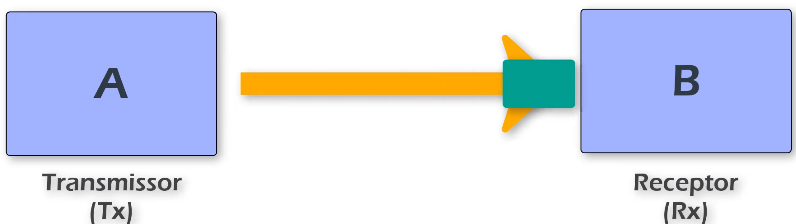 A
B
Transmissor
(Tx)
Receptor
(Rx)